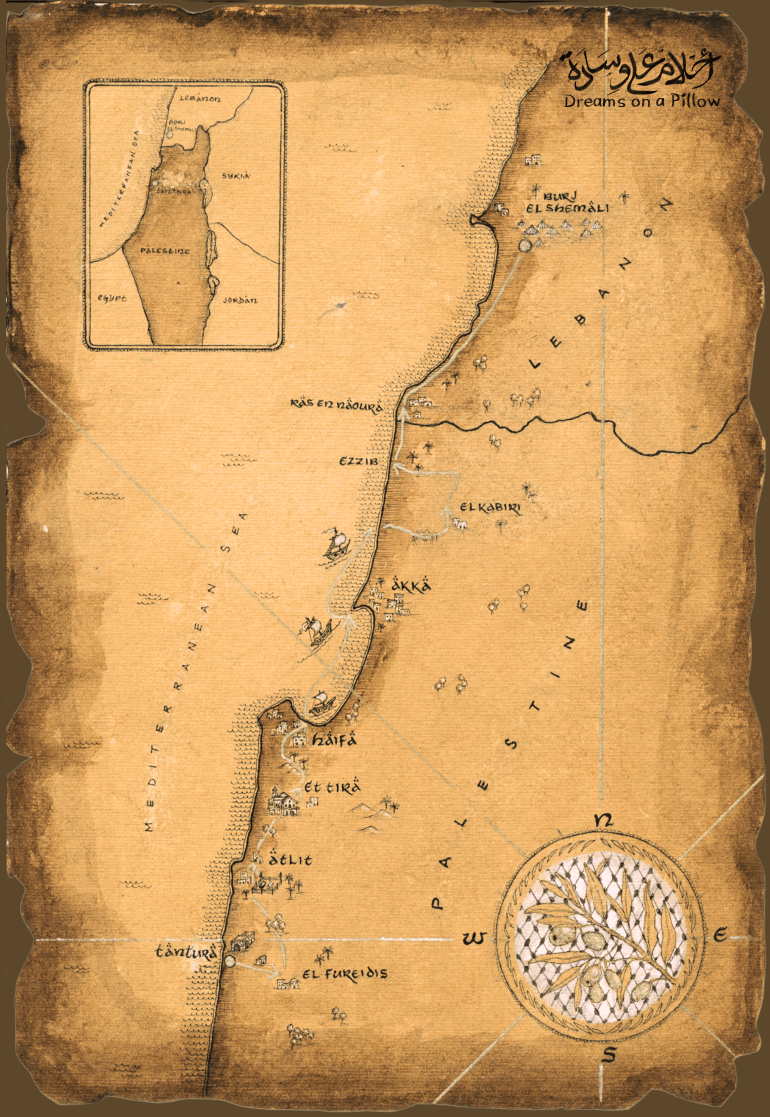 أحلام على وسادة
Dreams on a Pillow
LEBANON
BURJ
EL SHEMALI
MEDITERRANEAN SEA
SYRIA
TANTURA
PALESTINE
EGYPT
JORDAN
BURJ
EL SHEMÂLI
LEBANON
RÂS EN NÂOURÂ
EZZIB
EL KABIRI
MEDITERRANEAN SEA
ÂKKÂ
PALESTINE
HÂIFÂ
ET TIRÂ
ÂTLIT
TÂNTURÂ
EL FUREIDIS
N
W
E
S